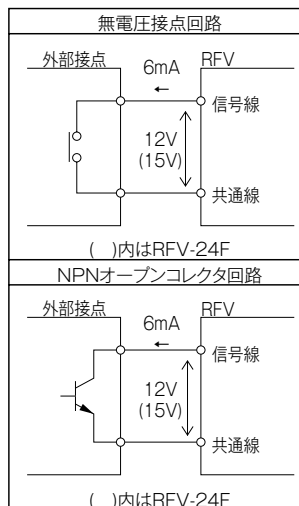 無電圧接点回路
外部接点 6mA RFV
←
信号線
12V
(15V)
共通線
(　)内はRFV-24F
NPNオープンコレクタ回路
外部接点 6mA RFV
←
信号線
12V
(15V)
共通線
(　)内はRFV-24F